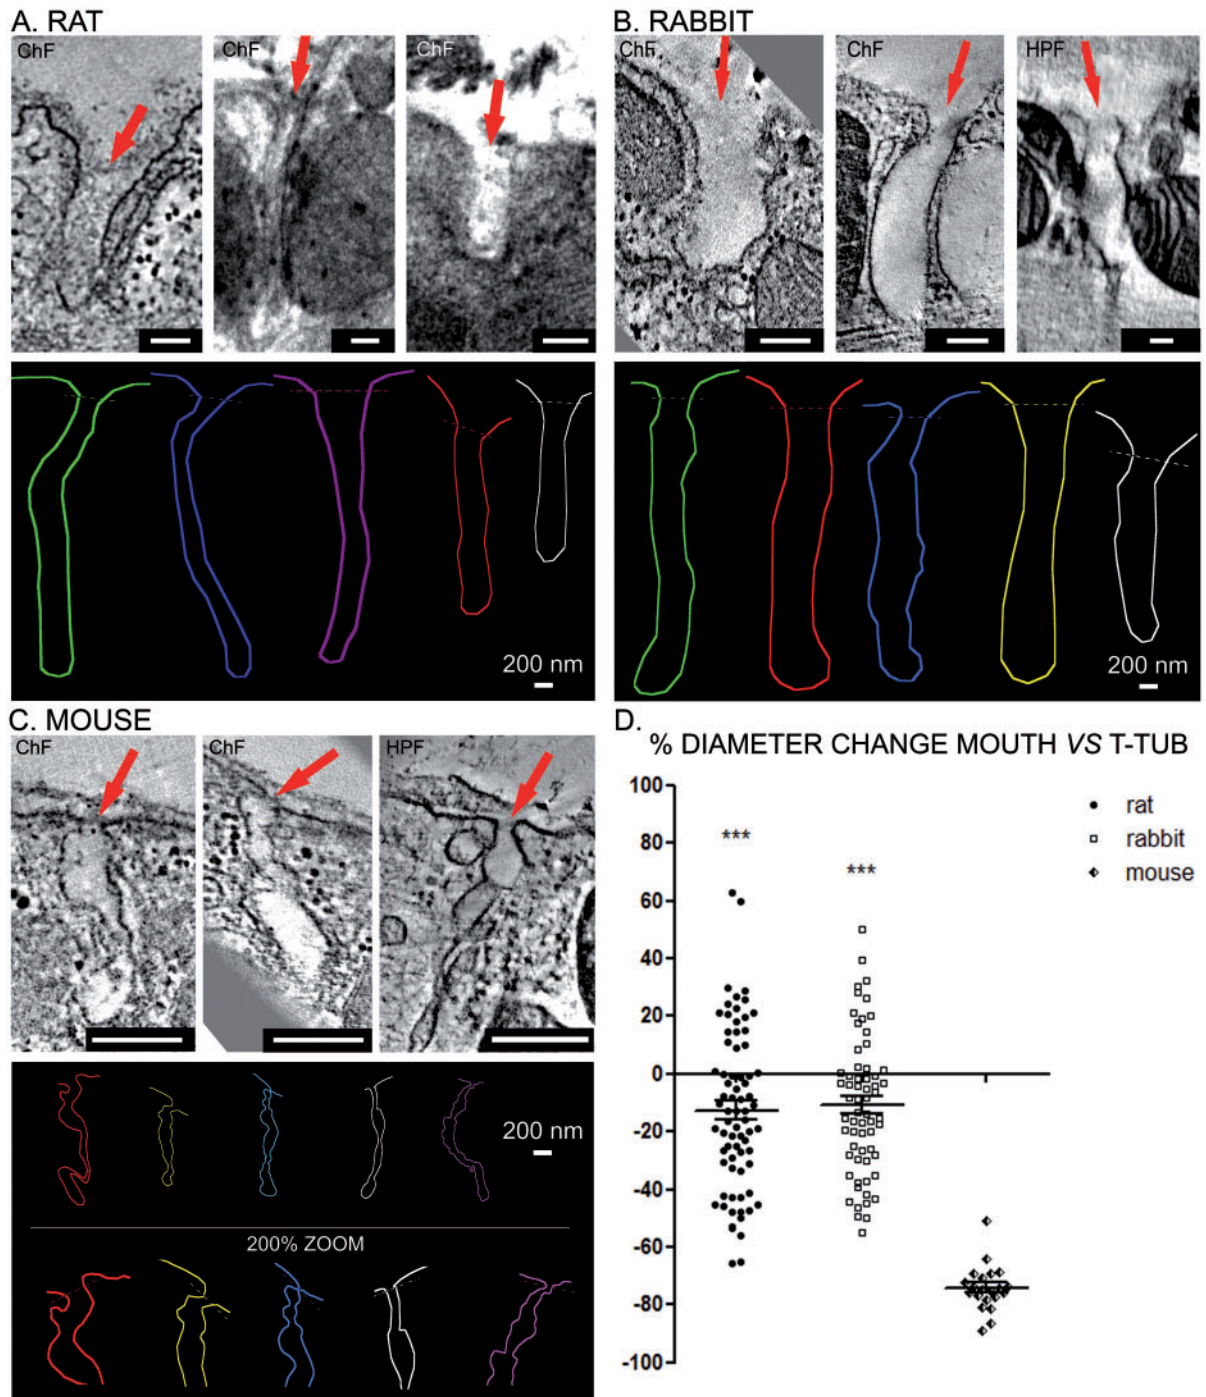 A. RAT
ChF
ChF
ChF
200 nm
B. RABBIT
ChF
ChF
HPF
200 nm
C. MOUSE
ChF
ChF
HPF
200 nm
200% ZOOM
D.
% DIAMETER CHANGE MOUTH VS T-TUB
100
80
60
40
20
0
-20
-40
-60
-80
-100
***
***
rat
rabbit
mouse